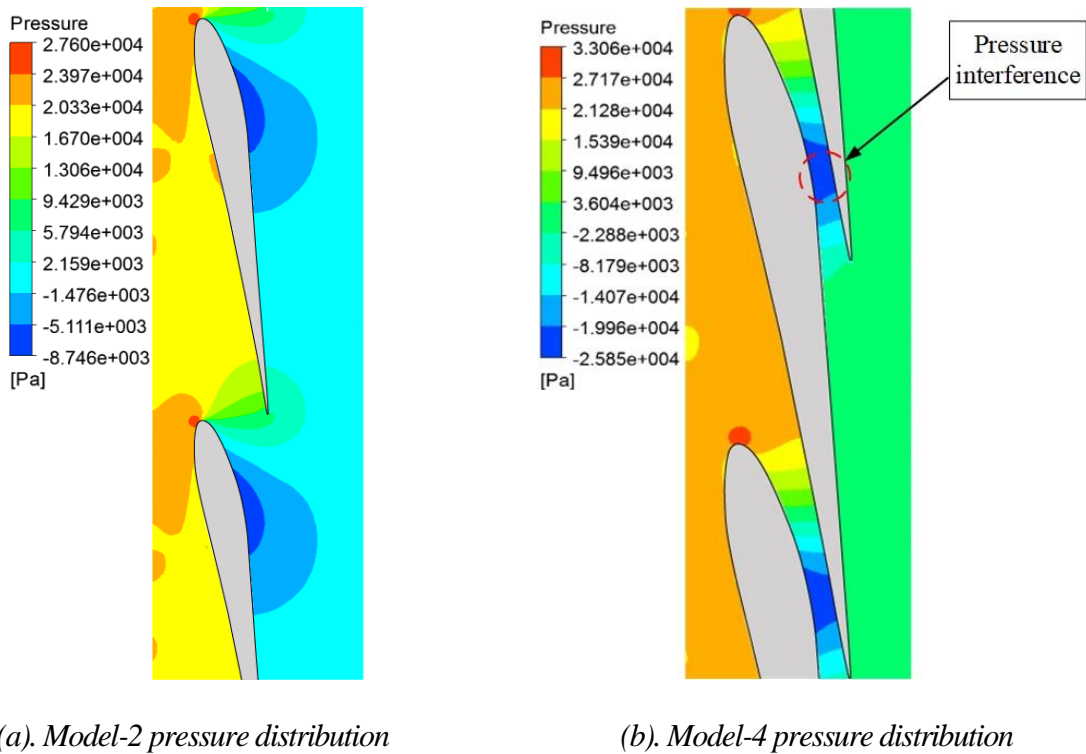 Pressure
2.760e+004
2.397e+004
2.033e+004
1.670e+004
1.306e+004
9.429e+003
5.794e+003
2.159e+003
-1.476e+003
-5.111e+003
-8.746e+003
[Pa]
Pressure
3.306e+004
2.717e+004
2.128e+004
1.539e+004
9.496e+003
3.604e+003
-2.288e+003
-8.179e+003
-1.407e+004
-1.996e+004
-2.585e+004
[Pa]
Pressure
interference
(a). Model-2 pressure distribution
(b). Model-4 pressure distribution